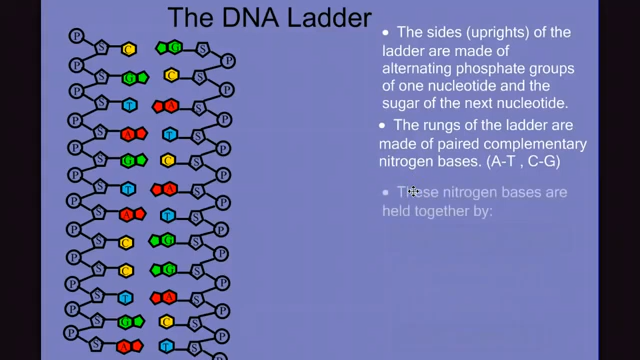 The DNA Ladder
• The sides (uprights) of the
ladder are made of
alternating phosphate groups
of one nucleotide and the
sugar of the next nucleotide.
• The rungs of the ladder are
made of paired complementary
nitrogen bases. (A-T , C-G)
• These nitrogen bases are
held together by:
P
S C G S
P P
S G C S
P P
S T A S
P P
S A T S
P P
S G C S
P P
S T A S
P P
S A T S
P P
S C G S
P P
S C G S
P P
S T A S
P P
S G C S
P P
S A T S
P